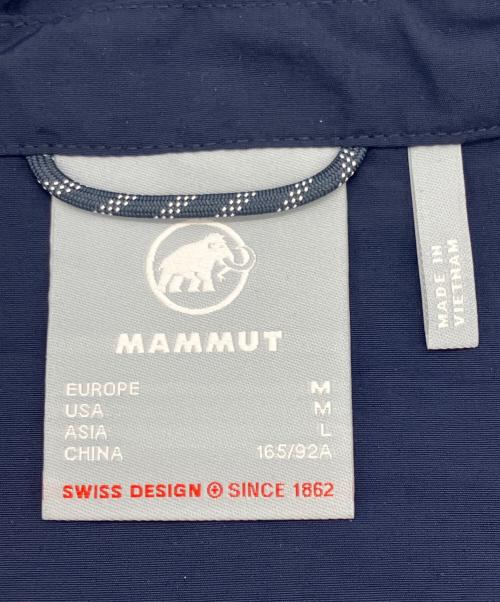 MAMMUT
EUROPE M
USA M
ASIA L
CHINA 165/92A
SWISS DESIGN SINCE 1862
MADE IN
VIETNAM